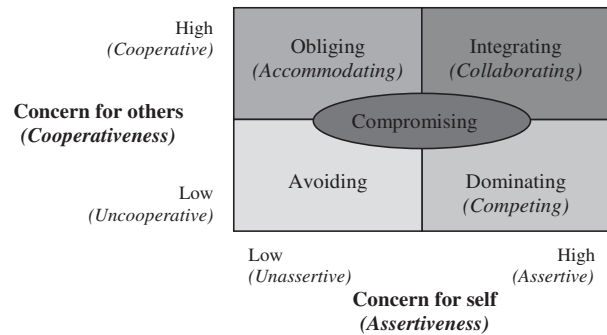 High
(Cooperative)
Obliging
(Accommodating)
Integrating
(Collaborating)
Concern for others
(Cooperativeness)
Compromising
Low
(Uncooperative)
Avoiding
Dominating
(Competing)
Low
(Unassertive)
High
(Assertive)
Concern for self
(Assertiveness)